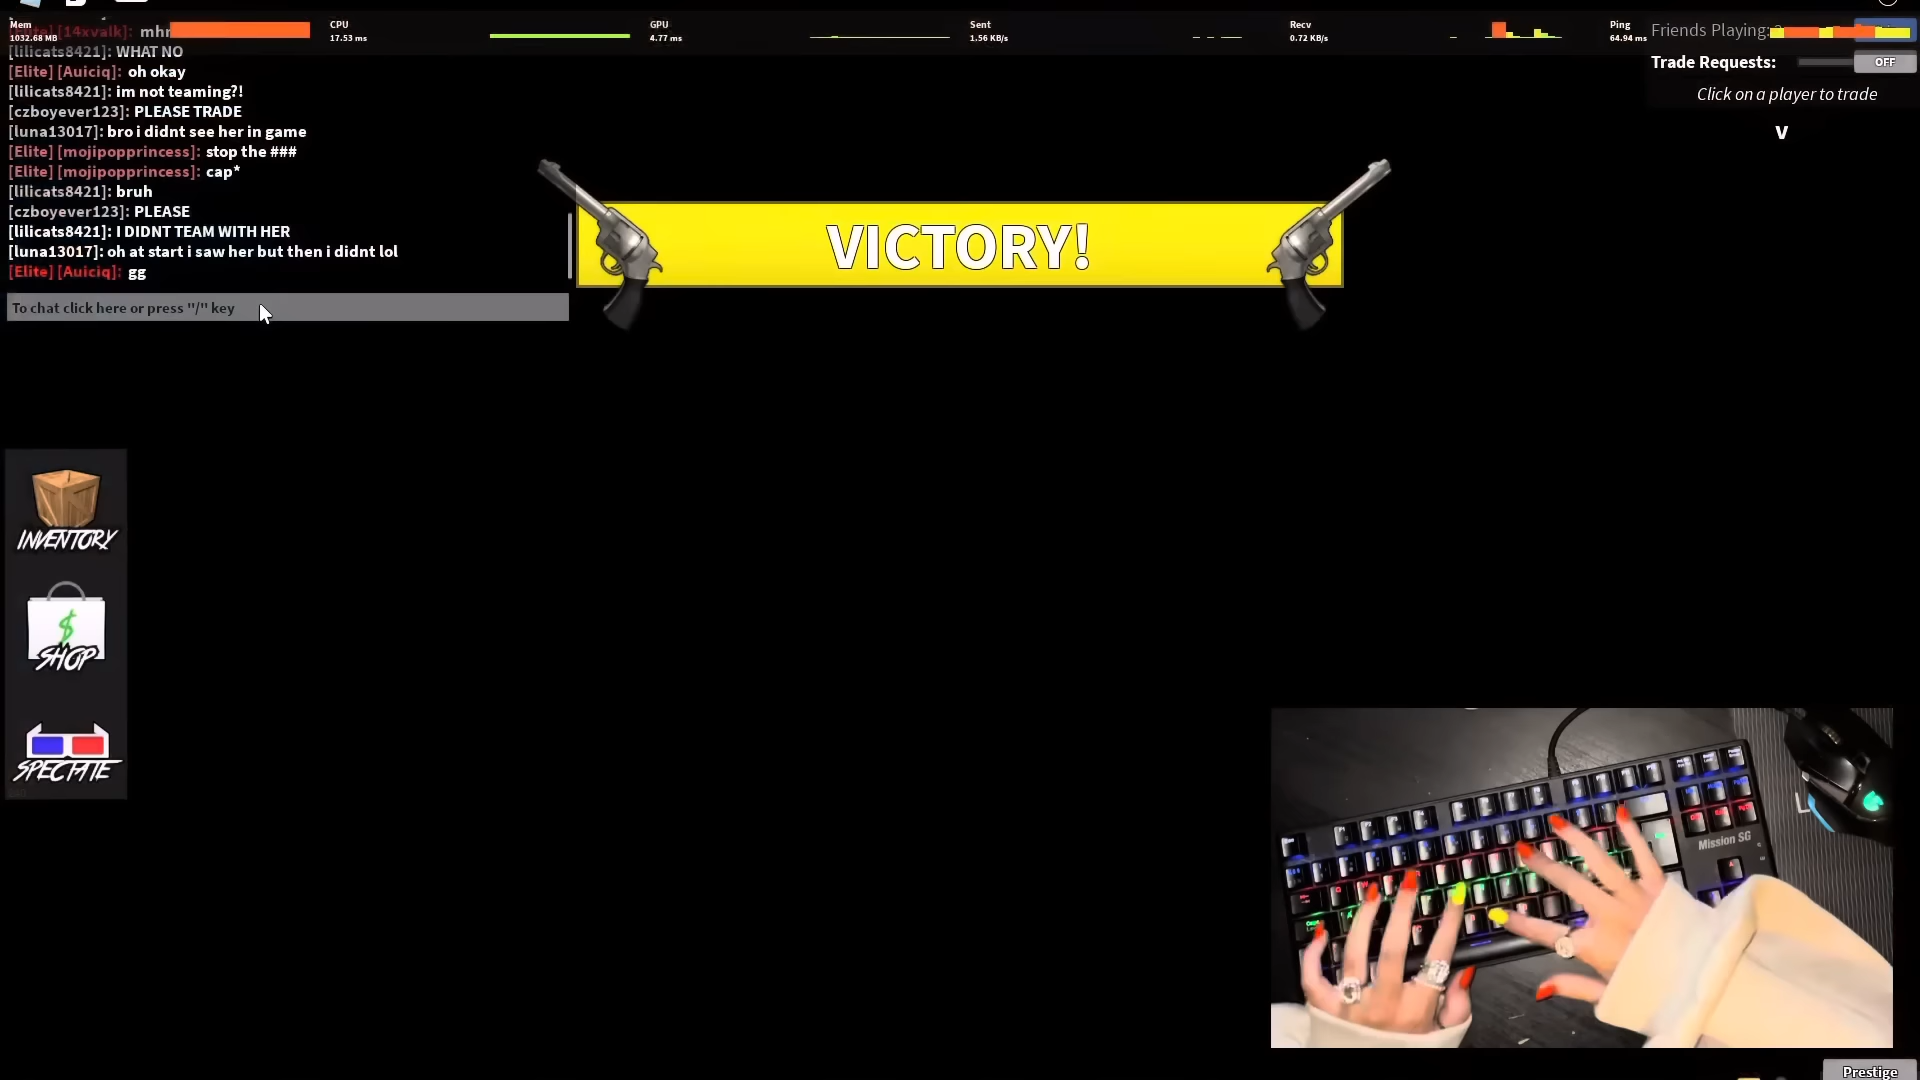 Mem
1032.68 MB
CPU
17.53 ms
GPU
4.77 ms
Sent
1.56 KB/s
Recv
0.72 KB/s
Ping
64.94 ms
Friends Playing:
Trade Requests:
OFF
Click on a player to trade
V
[Elite] [14xvalk]: mhm
[lilicats8421]: WHAT NO
[Elite] [Auiciq]: oh okay
[lilicats8421]: im not teaming?!
[czboyever123]: PLEASE TRADE
[luna13017]: bro i didnt see her in game
[Elite] [mojipopprincess]: stop the ###
[Elite] [mojipopprincess]: cap*
[lilicats8421]: bruh
[czboyever123]: PLEASE
[lilicats8421]: I DIDNT TEAM WITH HER
[luna13017]: oh at start i saw her but then i didnt lol
[Elite] [Auiciq]: gg
To chat click here or press "/" key
VICTORY!
INVENTORY
$
SHOP
SPECTATE
Mission SG
Prestige